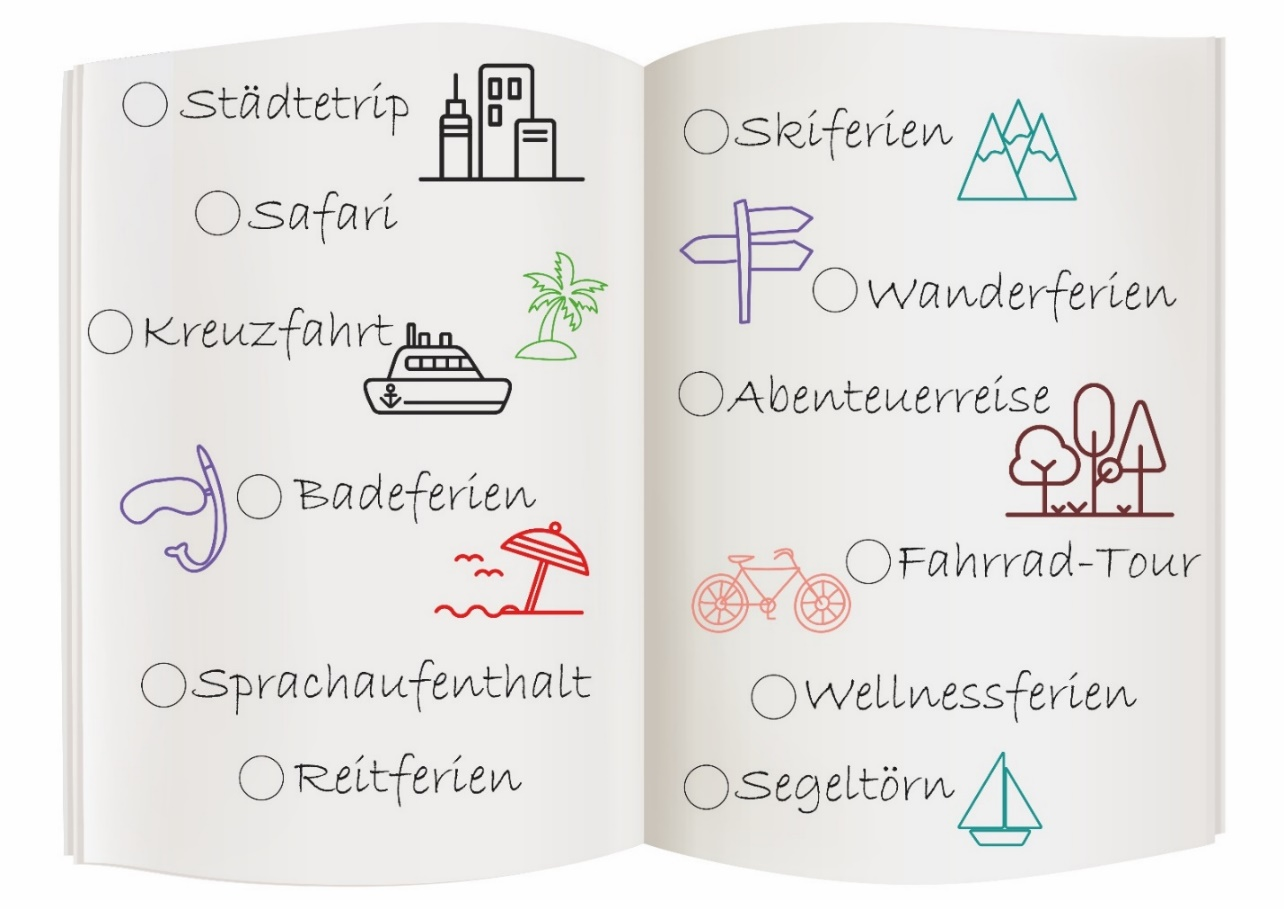 Städtetrip
Safari
Kreuzfahrt
Badeferien
Sprachaufenthalt
Reitferien
Skiferien
Wanderferien
Abenteuerreise
Fahrrad-Tour
Wellnessferien
Segeltörn